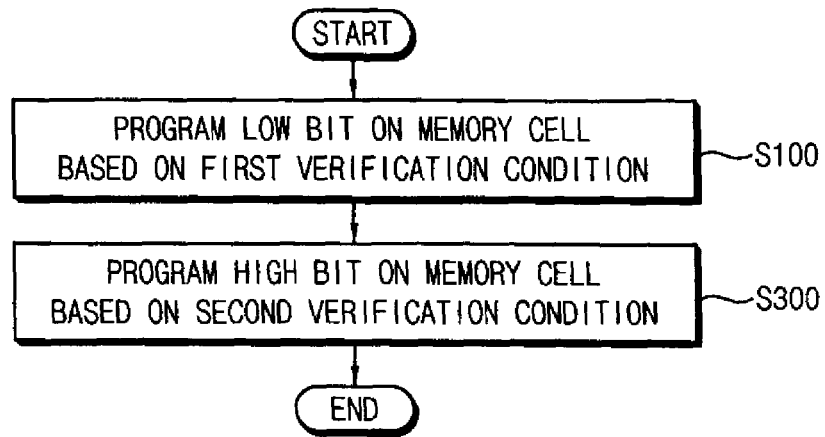 START
PROGRAM LOW BIT ON MEMORY CELL
BASED ON FIRST VERIFICATION CONDITION
S100
PROGRAM HIGH BIT ON MEMORY CELL
BASED ON SECOND VERIFICATION CONDITION
S300
END